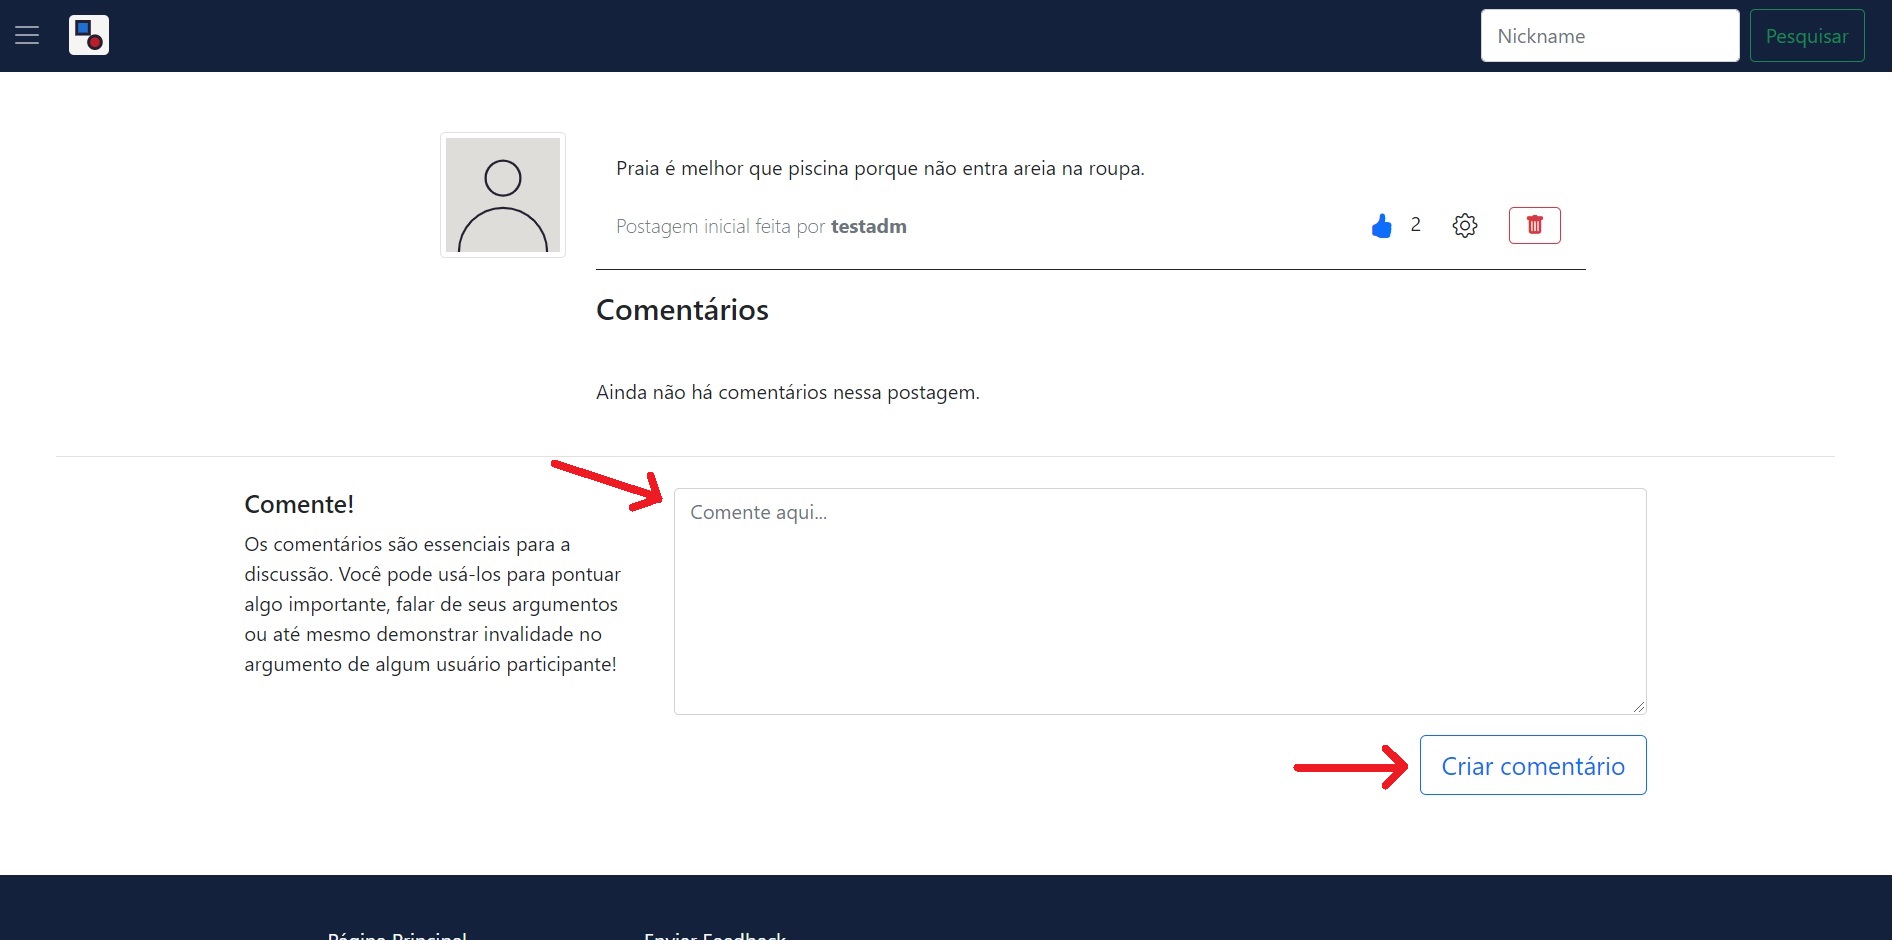 Nickname
Pesquisar
Praia é melhor que piscina porque não entra areia na roupa.
Postagem inicial feita por testadm
2
Comentários
Ainda não há comentários nessa postagem.
Comente!
Os comentários são essenciais para a
discussão. Você pode usá-los para pontuar
algo importante, falar de seus argumentos
ou até mesmo demonstrar invalidade no
argumento de algum usuário participante!
Comente aqui...
Criar comentário
Página Principal
Enviar Feedback